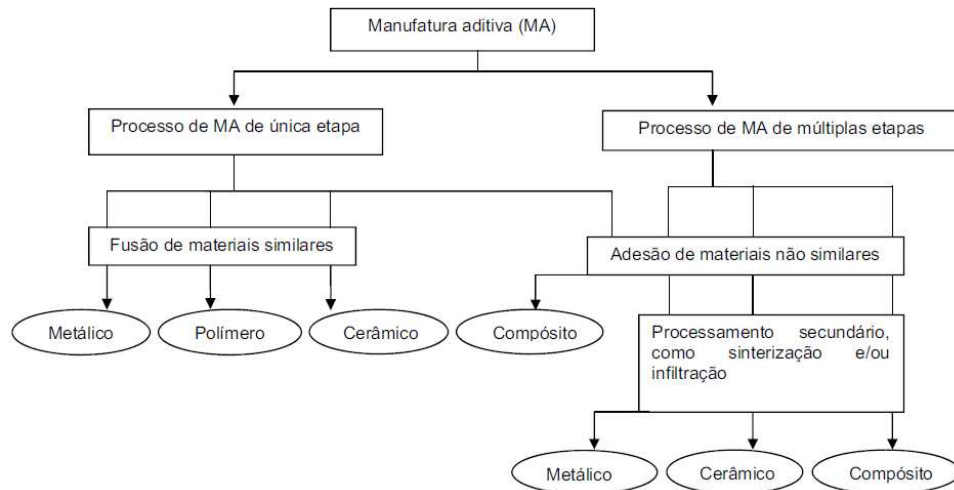 Manufatura aditiva (MA)
Processo de MA de única etapa
Processo de MA de múltiplas etapas
Fusão de materiais similares
Adesão de materiais não similares
Metálico
Polímero
Cerâmico
Compósito
Processamento secundário,
como sinterização e/ou
infiltração
Metálico
Cerâmico
Compósito